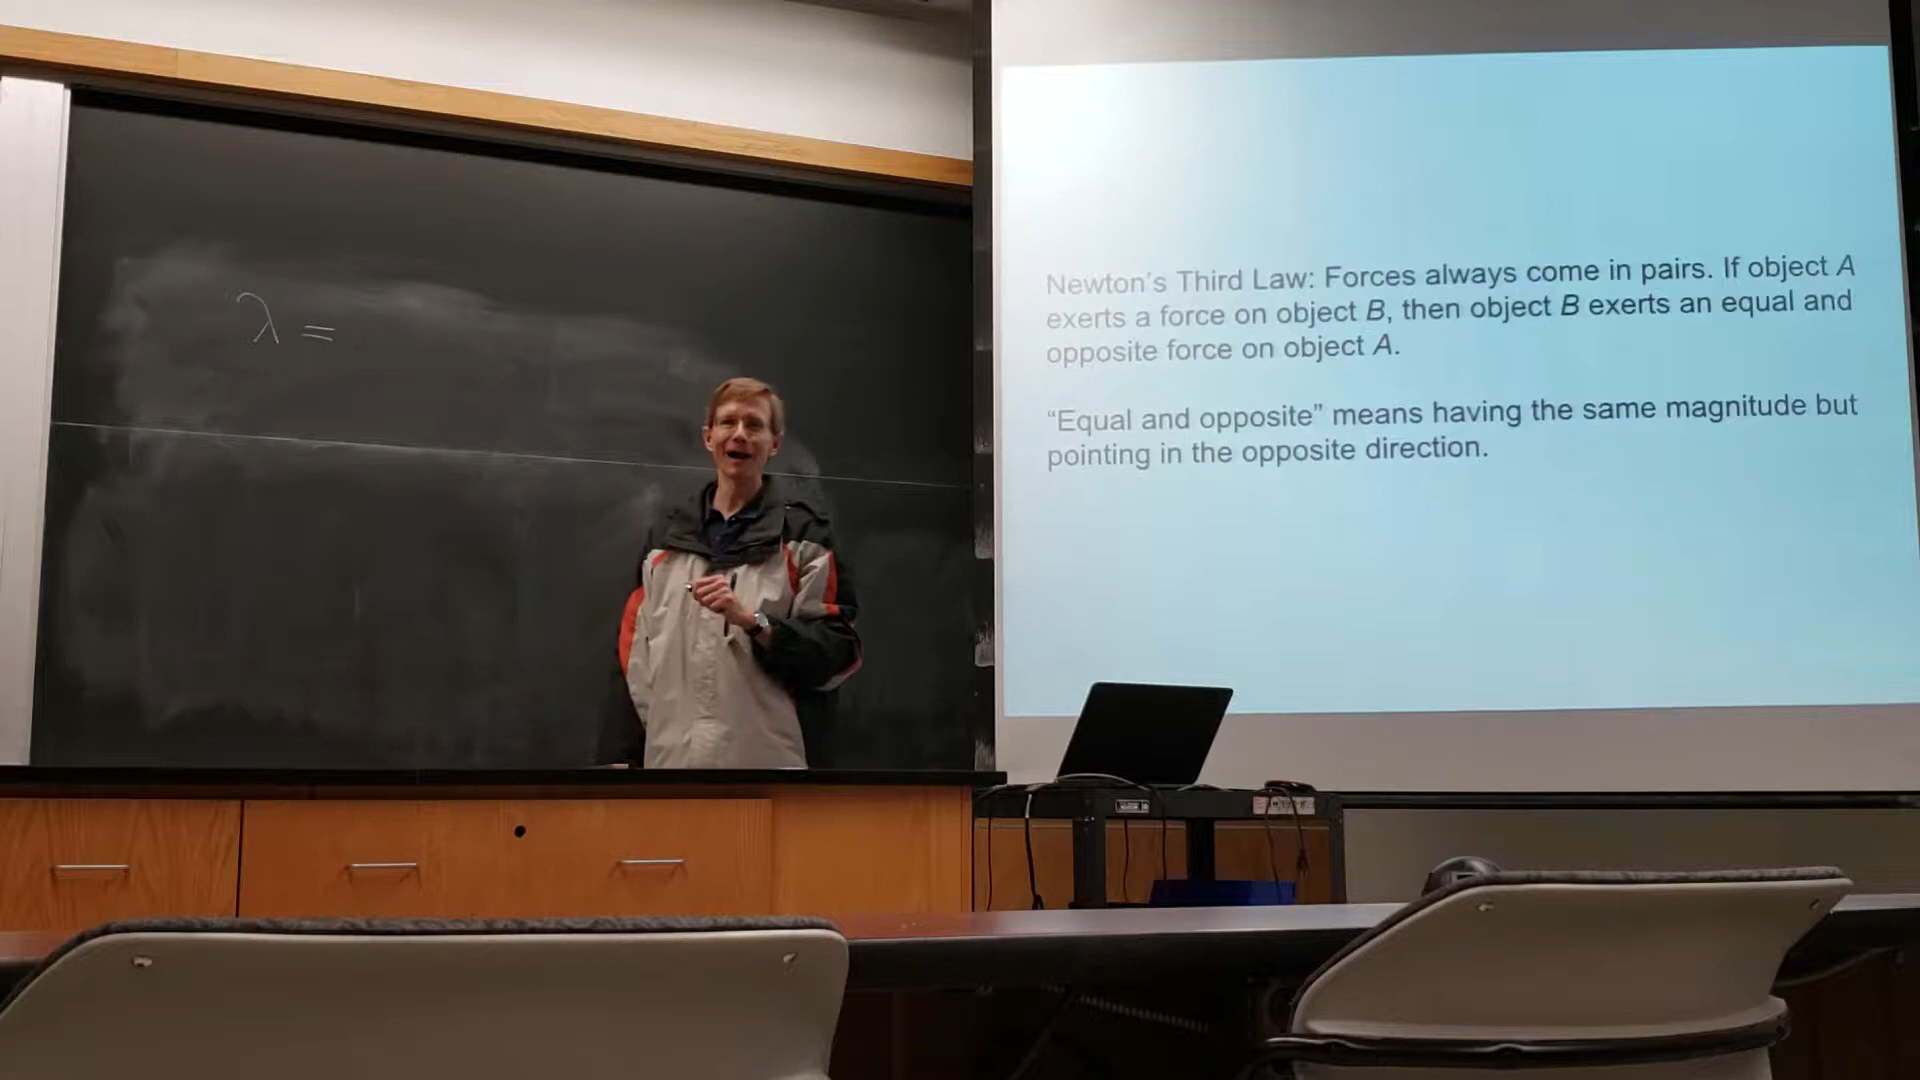 λ =
Newton's Third Law: Forces always come in pairs. If object A
exerts a force on object B, then object B exerts an equal and
opposite force on object A.
“Equal and opposite” means having the same magnitude but
pointing in the opposite direction.